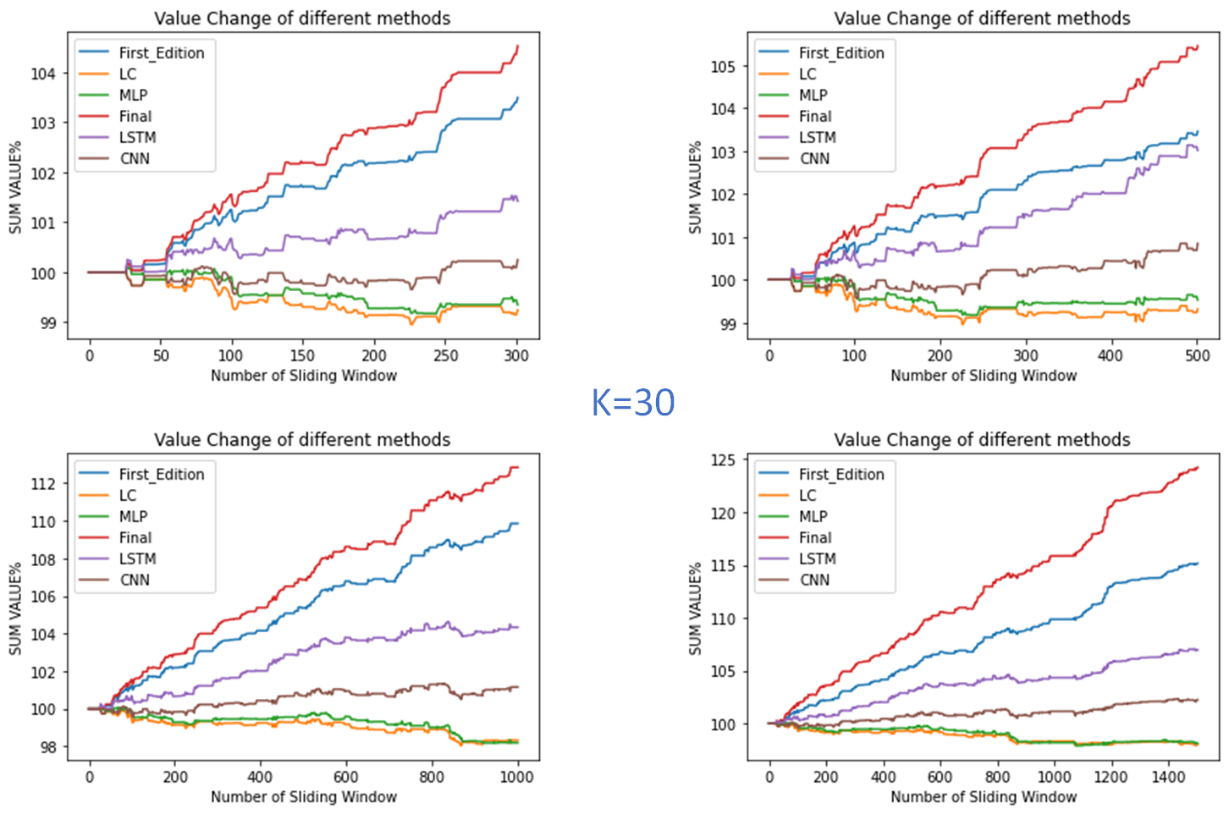 Value Change of different methods
First_Edition
LC
MLP
Final
LSTM
CNN
SUM VALUE%
104
103
102
101
100
99
0 50 100 150 200 250 300
Number of Sliding Window
Value Change of different methods
First_Edition
LC
MLP
Final
LSTM
CNN
SUM VALUE%
105
104
103
102
101
100
99
0 100 200 300 400 500
Number of Sliding Window
K=30
Value Change of different methods
First_Edition
LC
MLP
Final
LSTM
CNN
SUM VALUE%
112
110
108
106
104
102
100
98
0 200 400 600 800 1000
Number of Sliding Window
Value Change of different methods
First_Edition
LC
MLP
Final
LSTM
CNN
SUM VALUE%
125
120
115
110
105
100
0 200 400 600 800 1000 1200 1400
Number of Sliding Window